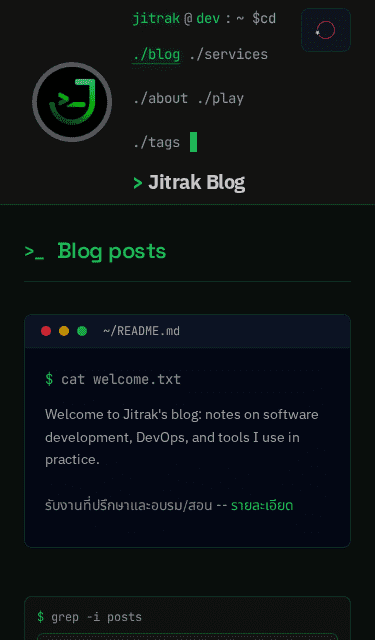 jitrak@dev:~ $cd
./blog ./services
./about ./play
./tags
> Jitrak Blog
>_ Blog posts
~/README.md
$ cat welcome.txt
Welcome to Jitrak's blog: notes on software
development, DevOps, and tools I use in
practice.
รับงานที่ปรึกษาและอบรม/สอน -- รายละเอียด
$ grep -i posts